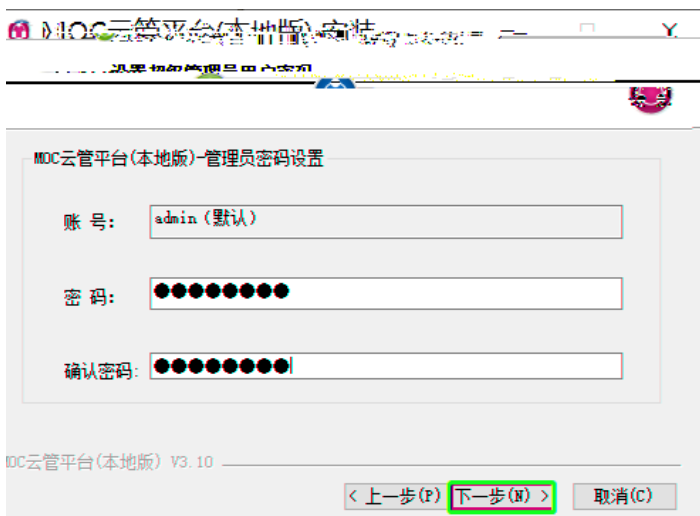 MOC云管平台(本地版) 安装
设置超级管理员用户密码
MOC云管平台(本地版)-管理员密码设置
账 号: admin (默认)
密 码: ●●●●●●●●
确认密码: ●●●●●●●●
MOC云管平台(本地版) V3.10
< 上一步(P) 下一步(N) > 取消(C)